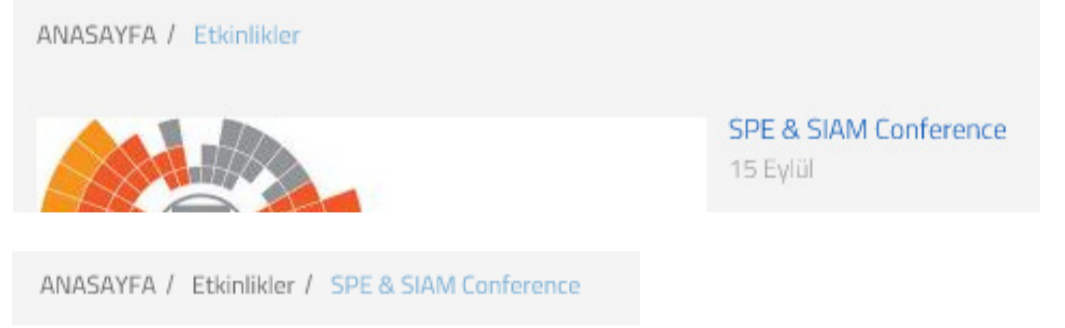 ANASAYFA / Etkinlikler
SPE & SIAM Conference
15 Eylül
ANASAYFA / Etkinlikler / SPE & SIAM Conference